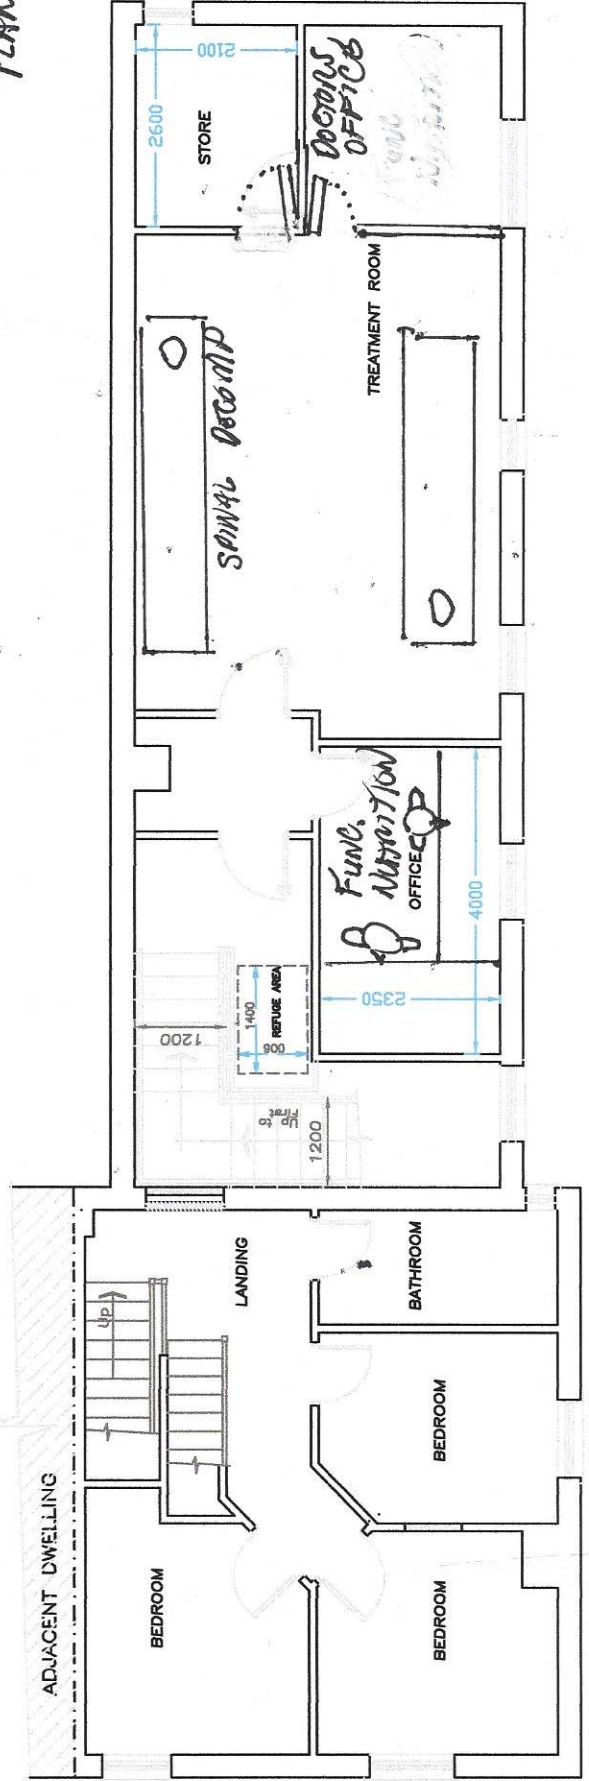 PLAN
2100
2600
STORE
DOCTORS
OFFICE
TREATMENT ROOM
SPINAL DECOMP
FUNC.
NUTRITION
OFFICE
4000
2350
1200
1400
900
REFUGE AREA
1200
LANDING
Up
BATHROOM
BEDROOM
BEDROOM
BEDROOM
ADJACENT DWELLING